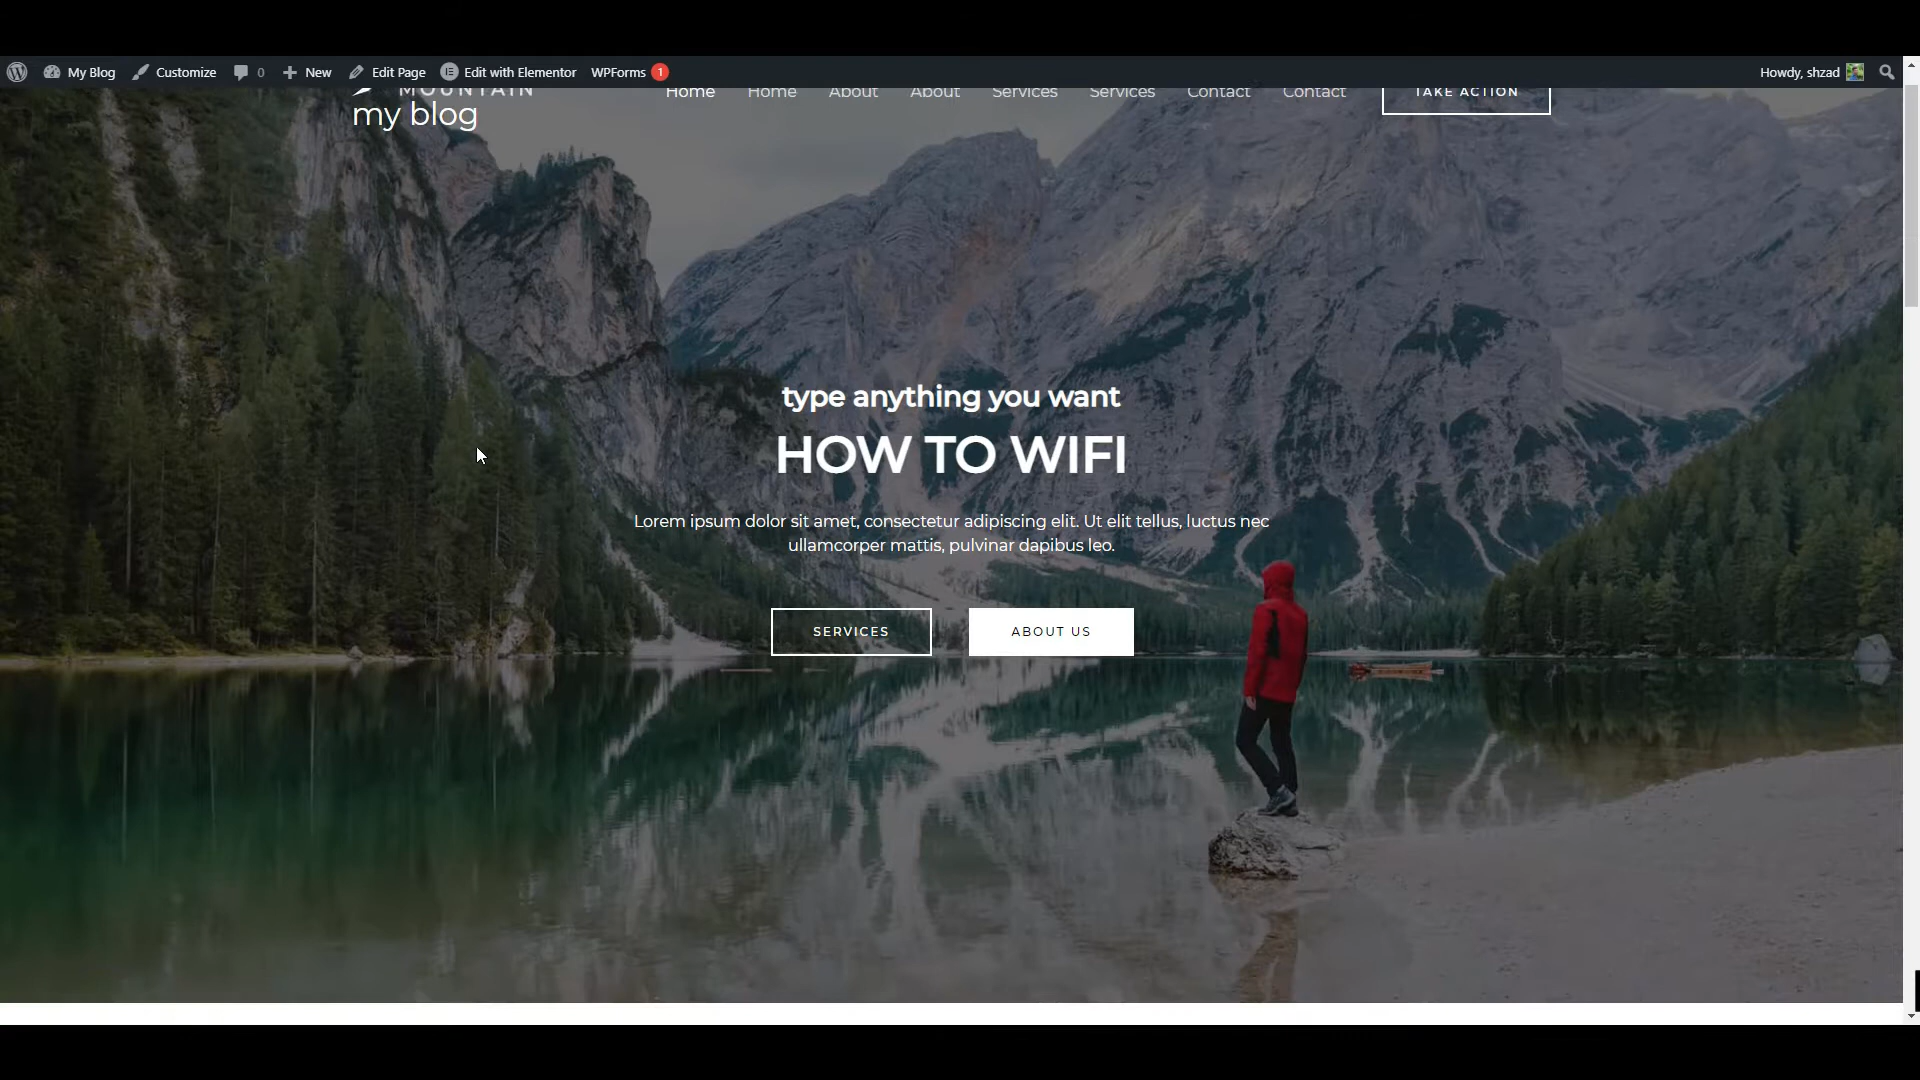 My Blog Customize 0 New Edit Page Edit with Elementor WPForms 1 Howdy, shzad
MOUNTAIN
my blog
Home Home About About Services Services Contact Contact TAKE ACTION
type anything you want
HOW TO WIFI
Lorem ipsum dolor sit amet, consectetur adipiscing elit. Ut elit tellus, luctus nec
ullamcorper mattis, pulvinar dapibus leo.
SERVICES ABOUT US